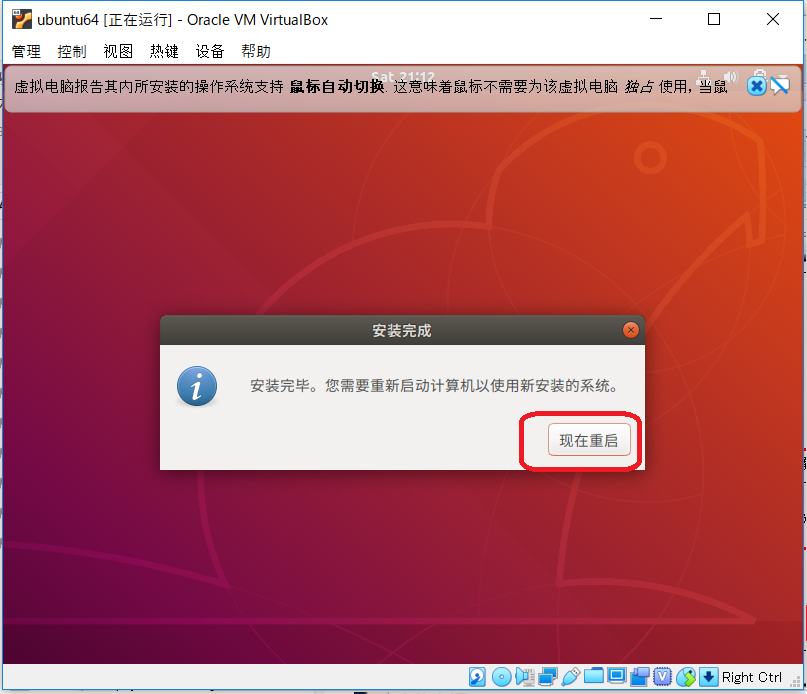 ubuntu64 [正在运行] - Oracle VM VirtualBox
管理 控制 视图 热键 设备 帮助
Sat 21:12
虚拟电脑报告其内所安装的操作系统支持 鼠标自动切换. 这意味着鼠标不需要为该虚拟电脑 独占 使用, 当鼠
安装完成
安装完毕。您需要重新启动计算机以使用新安装的系统。
现在重启
Right Ctrl